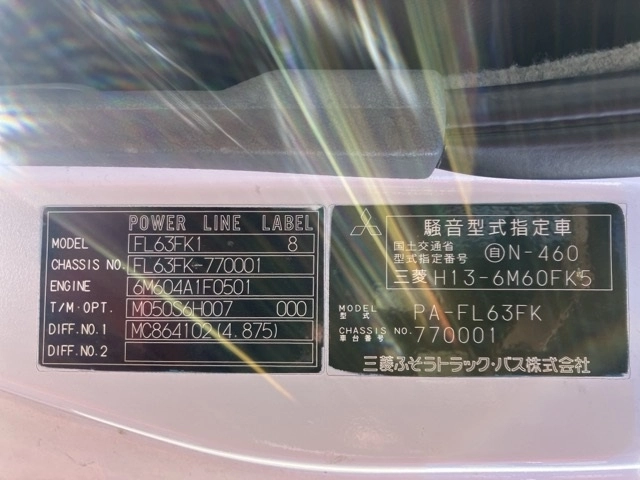 POWER LINE LABEL
MODEL FL63FK1 8
CHASSIS NO. FL63FK-770001
ENGINE 6M604A1F0501
T/M-OPT. M050S6H007 000
DIFF.NO.1 MC864102(4.875)
DIFF.NO.2
騒音型式指定車
国土交通省
型式指定番号 自N-460
三菱 H13-6M60FK5
MODEL
型式 PA-FL63FK
CHASSIS NO.
車台番号 770001
三菱ふそうトラック・バス株式会社